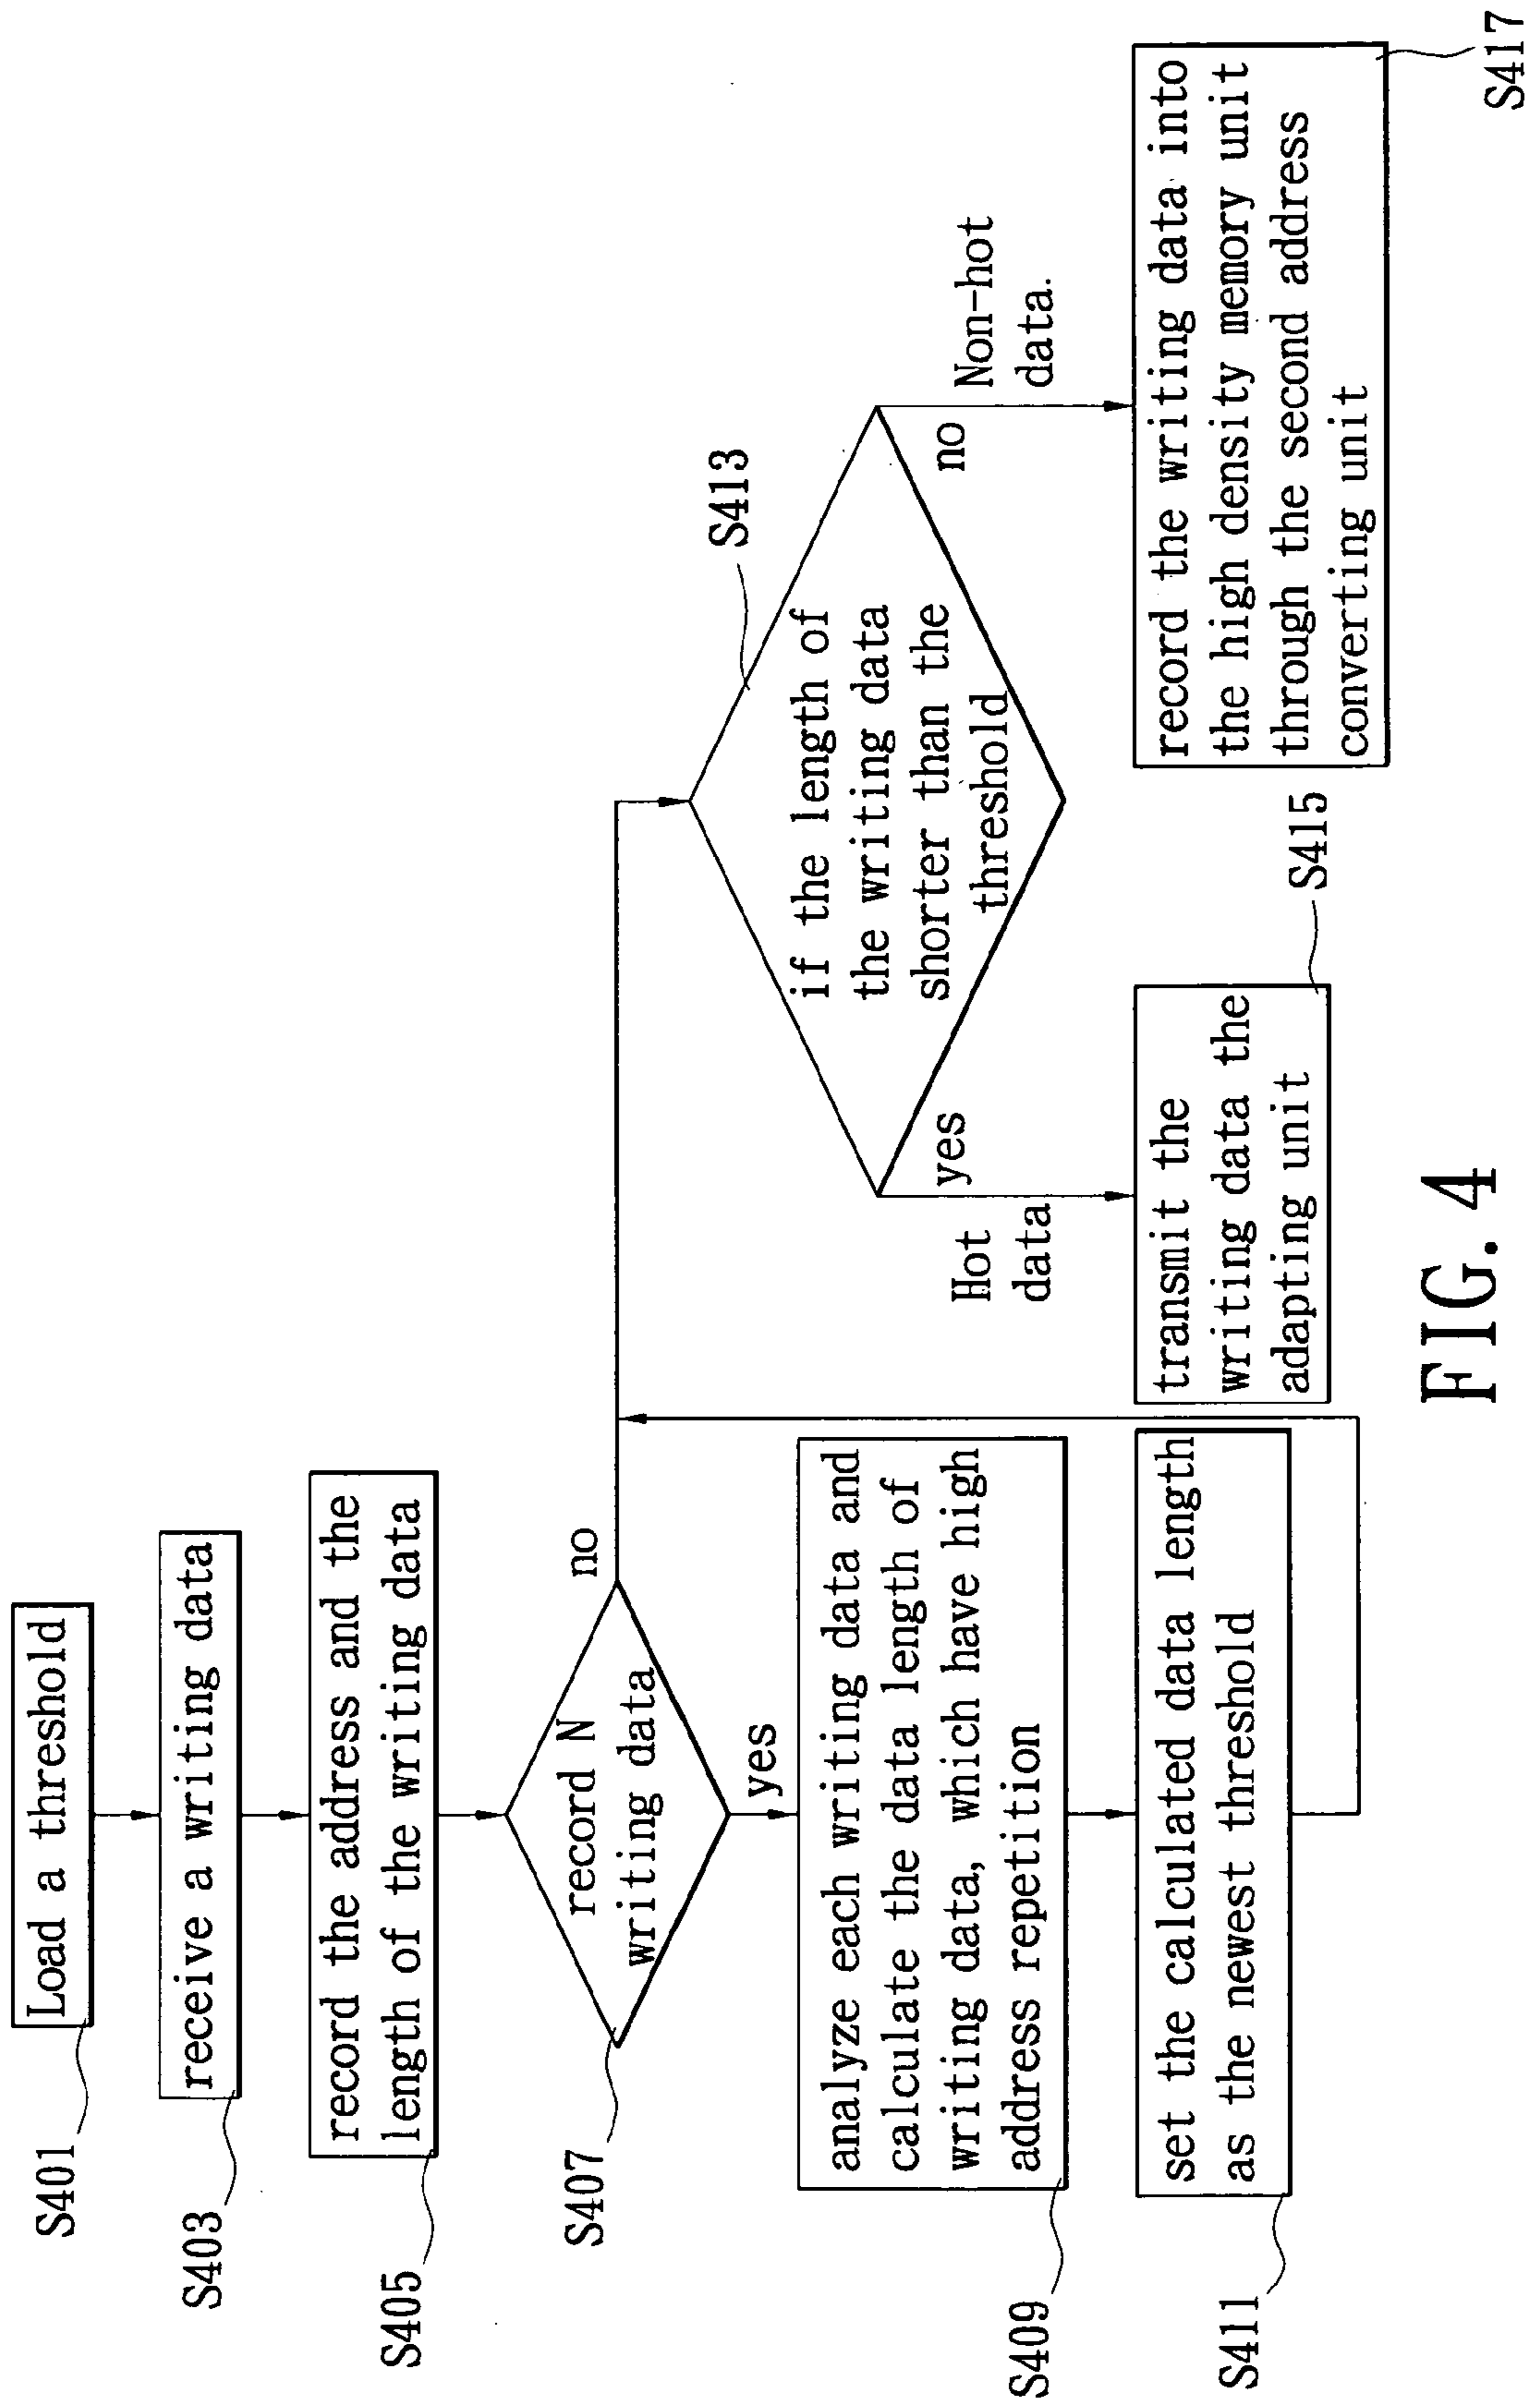 S401
Load a threshold
S403
receive a writing data
S405
record the address and the
length of the writing data
S407
record N
writing data
no
yes
S409
analyze each writing data and
calculate the data length of
writing data, which have high
address repetition
S411
set the calculated data length
as the newest threshold
S413
if the length of
the writing data
shorter than the
threshold
yes
Hot
data
no
Non-hot
data.
transmit the
writing data the
adapting unit
S415
record the writing data into
the high density memory unit
through the second address
converting unit
S417
FIG. 4